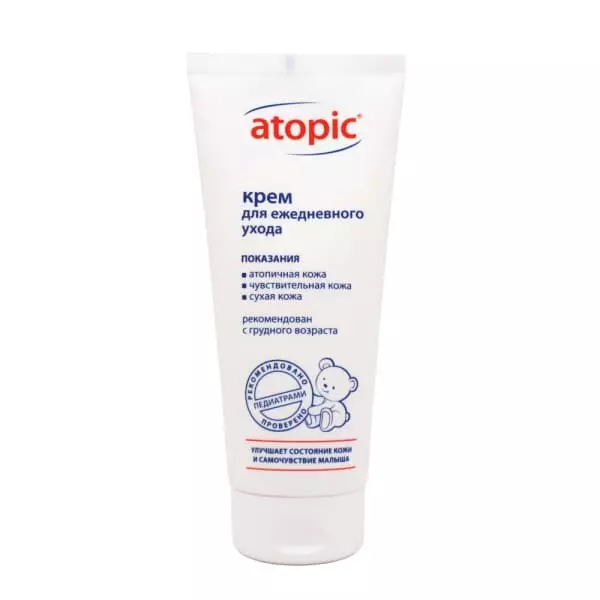 atopic®
крем
для ежедневного
ухода
ПОКАЗАНИЯ
▪ атопичная кожа
▪ чувствительная кожа
▪ сухая кожа
рекомендован
с грудного возраста
РЕКОМЕНДОВАНО
ПЕДИАТРАМИ
ПРОВЕРЕНО
УЛУЧШАЕТ СОСТОЯНИЕ КОЖИ
И САМОЧУВСТВИЕ МАЛЫША